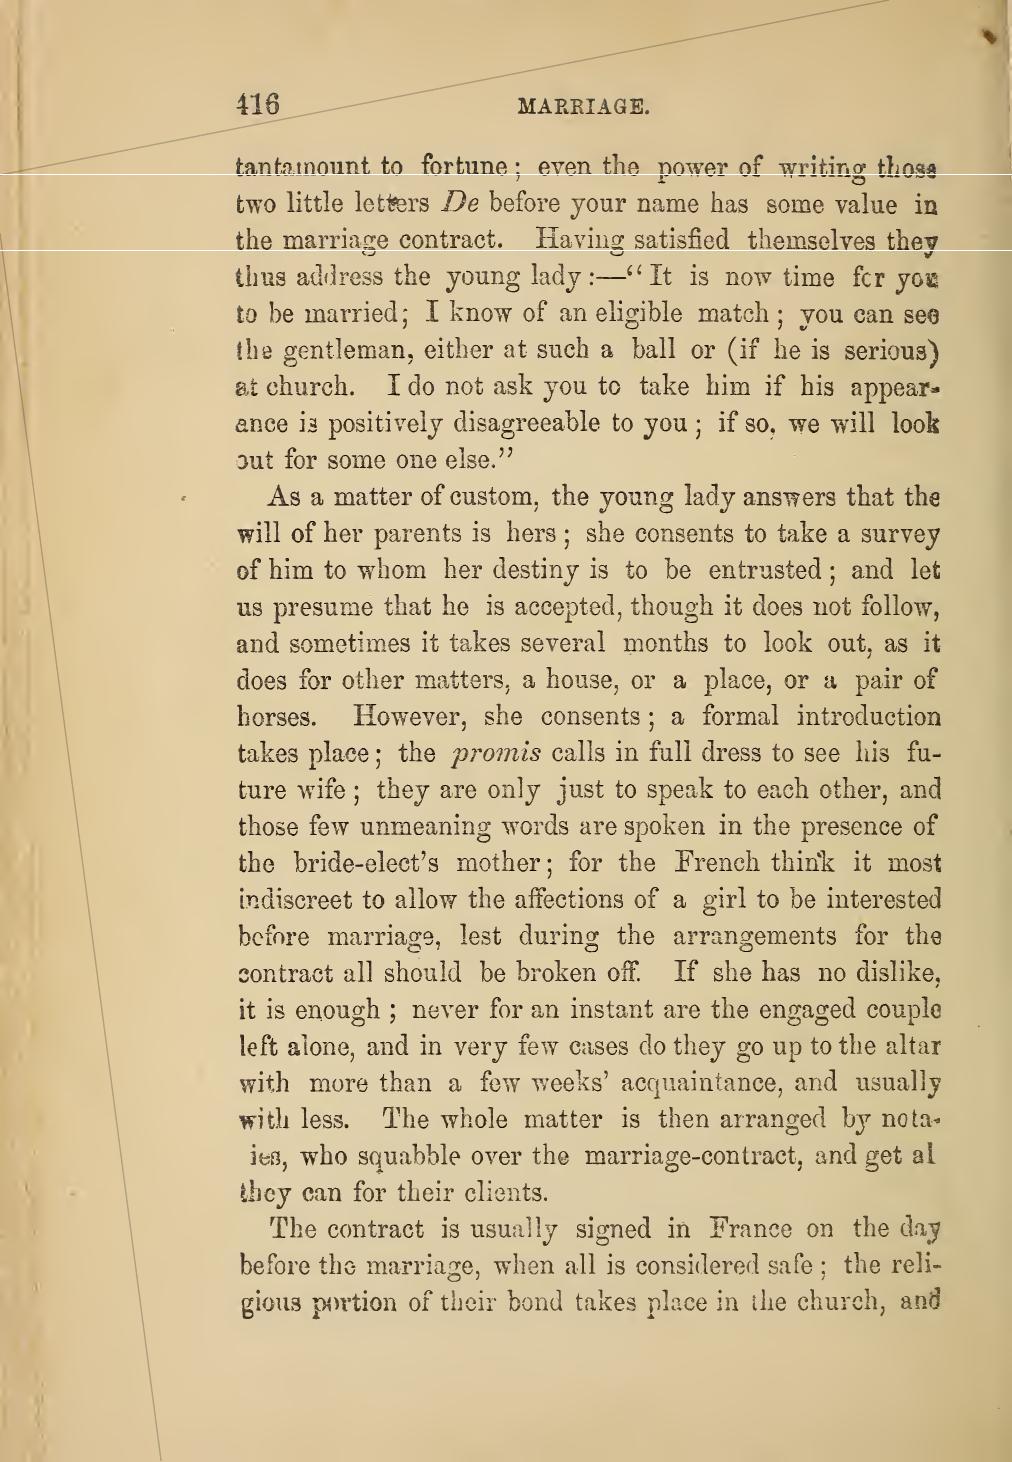 416 MARRIAGE.
tantamount to fortune; even the power of writing those
two little letters De before your name has some value in
the marriage contract. Having satisfied themselves they
thus address the young lady:—“It is now time for you
to be married; I know of an eligible match; you can see
the gentleman, either at such a ball or (if he is serious)
at church. I do not ask you to take him if his appear-
ance is positively disagreeable to you; if so, we will look
out for some one else.”
As a matter of custom, the young lady answers that the
will of her parents is hers; she consents to take a survey
of him to whom her destiny is to be entrusted; and let
us presume that he is accepted, though it does not follow,
and sometimes it takes several months to look out, as it
does for other matters, a house, or a place, or a pair of
horses. However, she consents; a formal introduction
takes place; the promis calls in full dress to see his fu-
ture wife; they are only just to speak to each other, and
those few unmeaning words are spoken in the presence of
the bride-elect’s mother; for the French think it most
indiscreet to allow the affections of a girl to be interested
before marriage, lest during the arrangements for the
contract all should be broken off. If she has no dislike,
it is enough; never for an instant are the engaged couple
left alone, and in very few cases do they go up to the altar
with more than a few weeks’ acquaintance, and usually
with less. The whole matter is then arranged by nota-
ies, who squabble over the marriage-contract, and get al
they can for their clients.
The contract is usually signed in France on the day
before the marriage, when all is considered safe; the reli-
gious portion of their bond takes place in the church, and